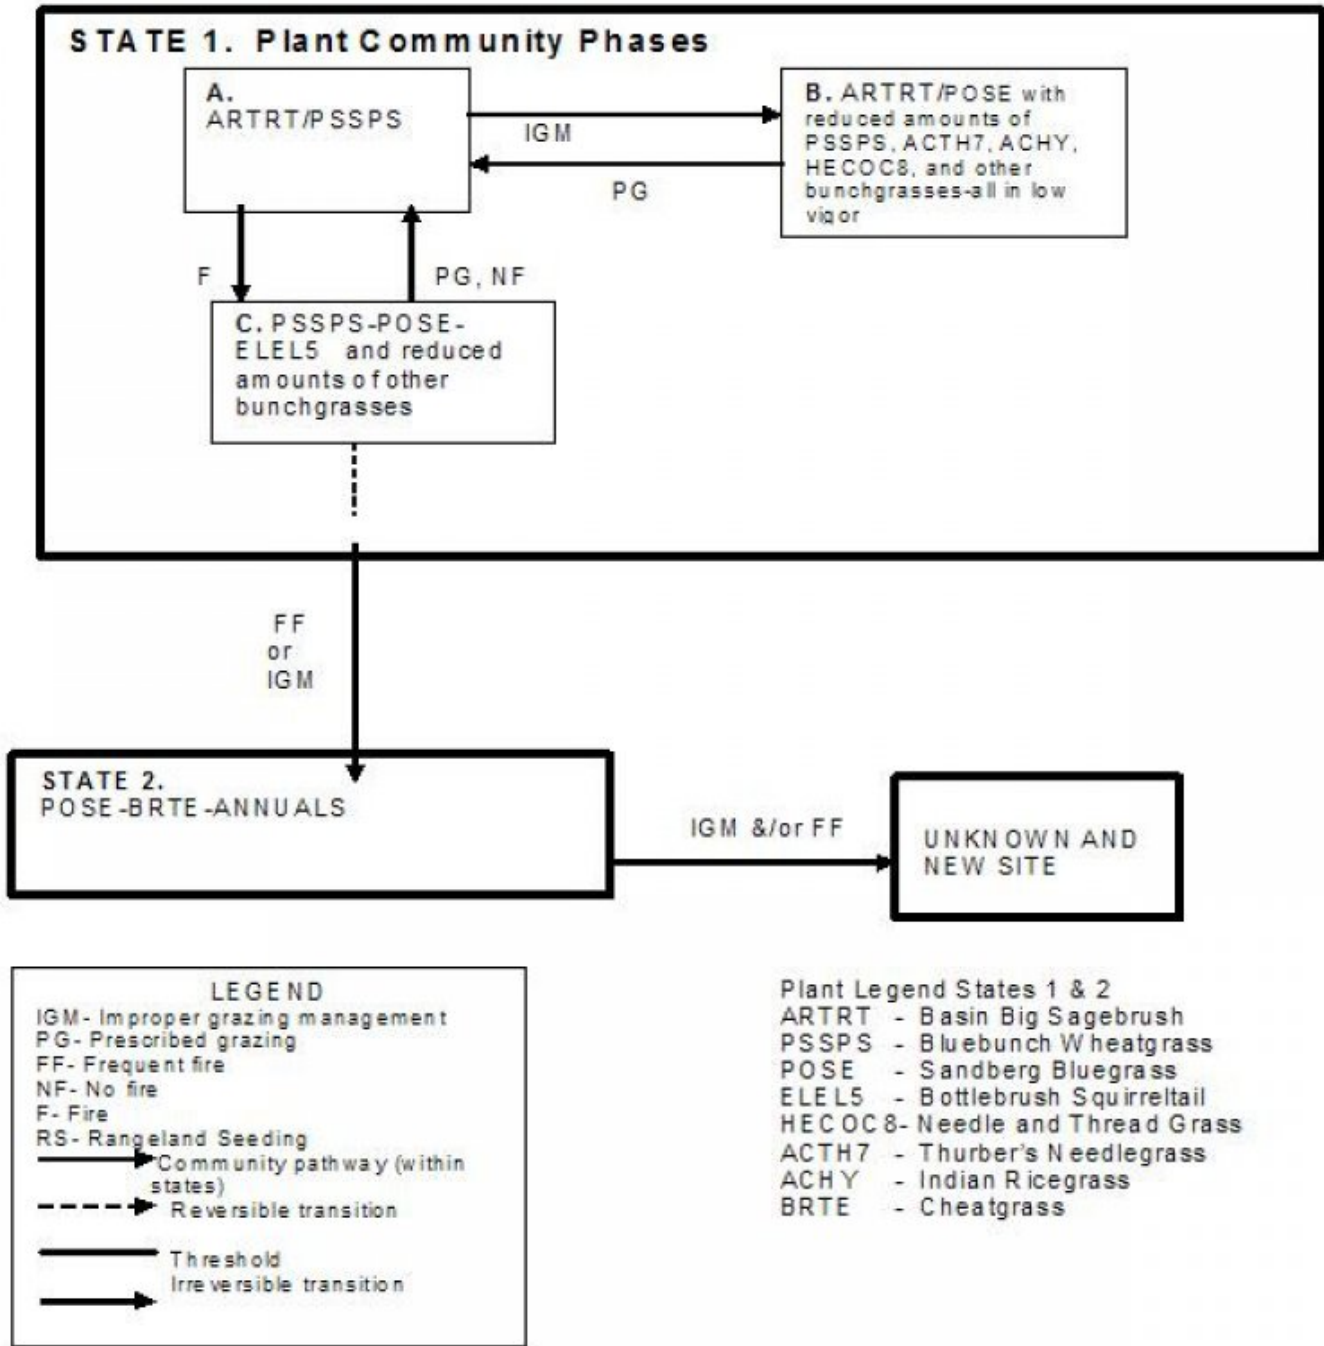 STATE 1. Plant Community Phases
A.
ARTRT/PSSPS
IGM
PG
B. ARTRT/POSE with
reduced amounts of
PSSPS, ACTH7, ACHY,
HECOC8, and other
bunchgrasses-all in low
vigor
F
PG, NF
C. PSSPS-POSE-
ELEL5 and reduced
amounts of other
bunchgrasses
FF
or
IGM
STATE 2.
POSE-BRTE-ANNUALS
IGM &/or FF
UNKNOWN AND
NEW SITE
LEGEND
IGM- Improper grazing management
PG- Prescribed grazing
FF- Frequent fire
NF- No fire
F- Fire
RS- Rangeland Seeding
Community pathway (within
states)
Reversible transition
Threshold
Irreversible transition
Plant Legend States 1 & 2
ARTRT - Basin Big Sagebrush
PSSPS - Bluebunch Wheatgrass
POSE - Sandberg Bluegrass
ELEL5 - Bottlebrush Squirreltail
HECOC8- Needle and Thread Grass
ACTH7 - Thurber's Needlegrass
ACHY - Indian Ricegrass
BRTE - Cheatgrass